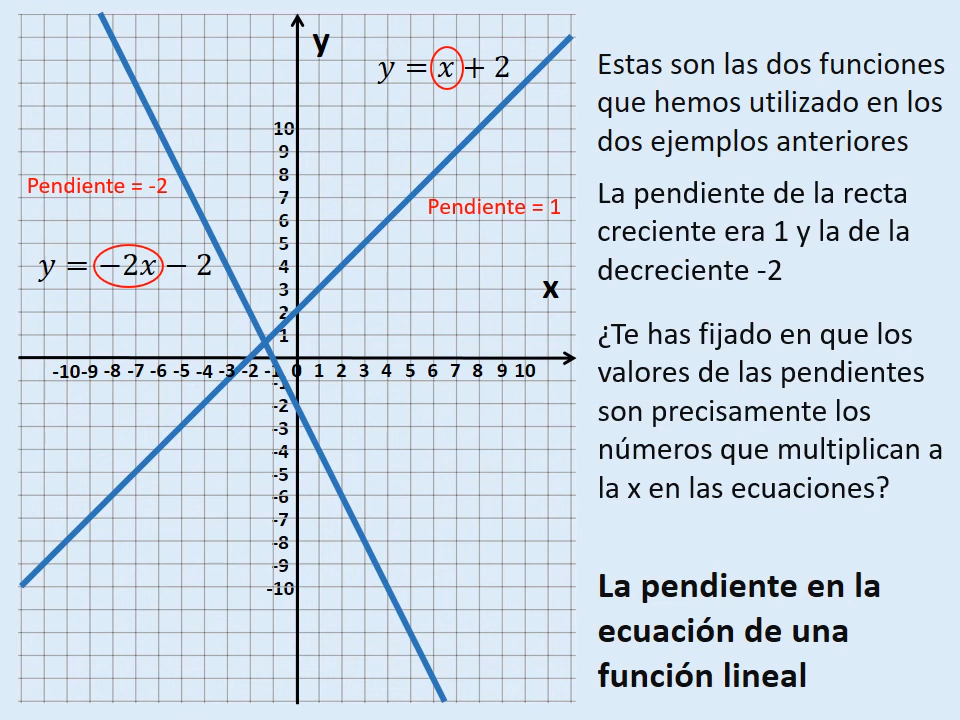 y
y = x + 2
10
9
8
7
6
5
4
3
2
1
Pendiente = -2
Pendiente = 1
y = −2x − 2
x
-10 -9 -8 -7 -6 -5 -4 -3 -2 -1 0 1 2 3 4 5 6 7 8 9 10
-1
-2
-3
-4
-5
-6
-7
-8
-9
-10
Estas son las dos funciones
que hemos utilizado en los
dos ejemplos anteriores
La pendiente de la recta
creciente era 1 y la de la
decreciente -2
¿Te has fijado en que los
valores de las pendientes
son precisamente los
números que multiplican a
la x en las ecuaciones?
La pendiente en la
ecuación de una
función lineal